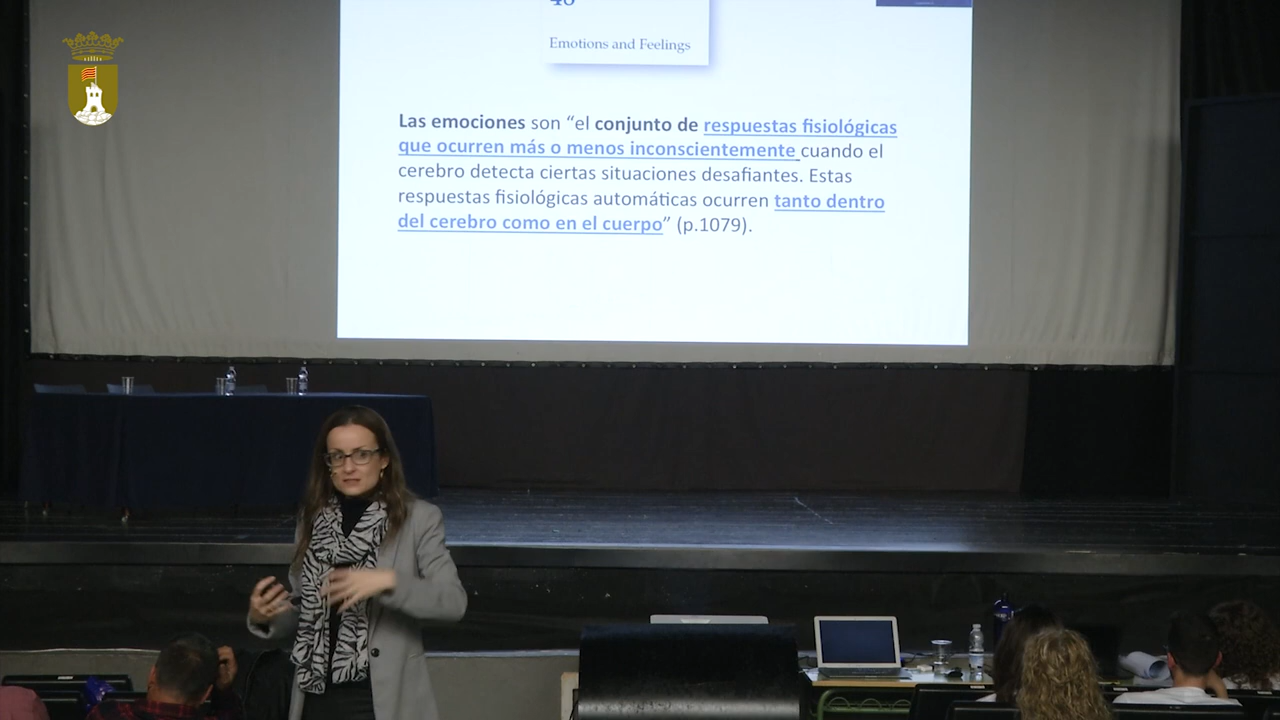 Emotions and Feelings
Las emociones son “el conjunto de respuestas fisiológicas
que ocurren más o menos inconscientemente cuando el
cerebro detecta ciertas situaciones desafiantes. Estas
respuestas fisiológicas automáticas ocurren tanto dentro
del cerebro como en el cuerpo” (p.1079).